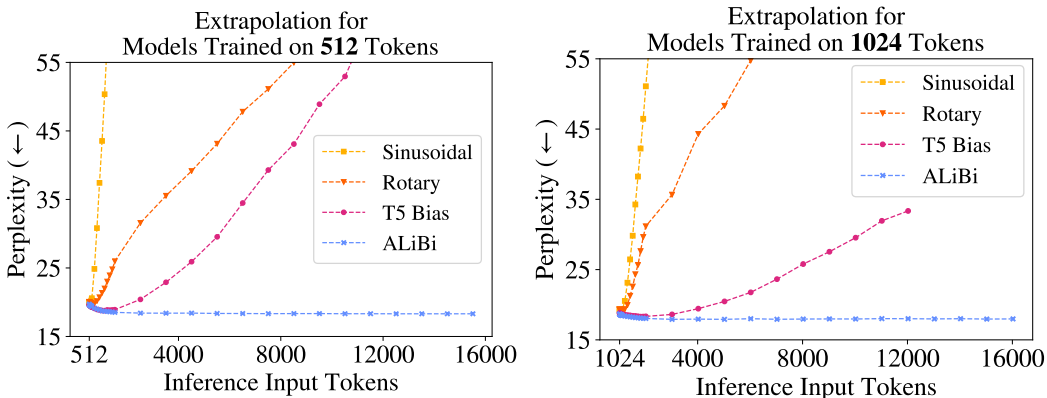 Extrapolation for
Models Trained on 512 Tokens
55
45
35
25
15
Perplexity (←)
Sinusoidal
Rotary
T5 Bias
ALiBi
512
4000
8000
12000
16000
Inference Input Tokens
Extrapolation for
Models Trained on 1024 Tokens
55
45
35
25
15
Perplexity (←)
Sinusoidal
Rotary
T5 Bias
ALiBi
1024
4000
8000
12000
16000
Inference Input Tokens